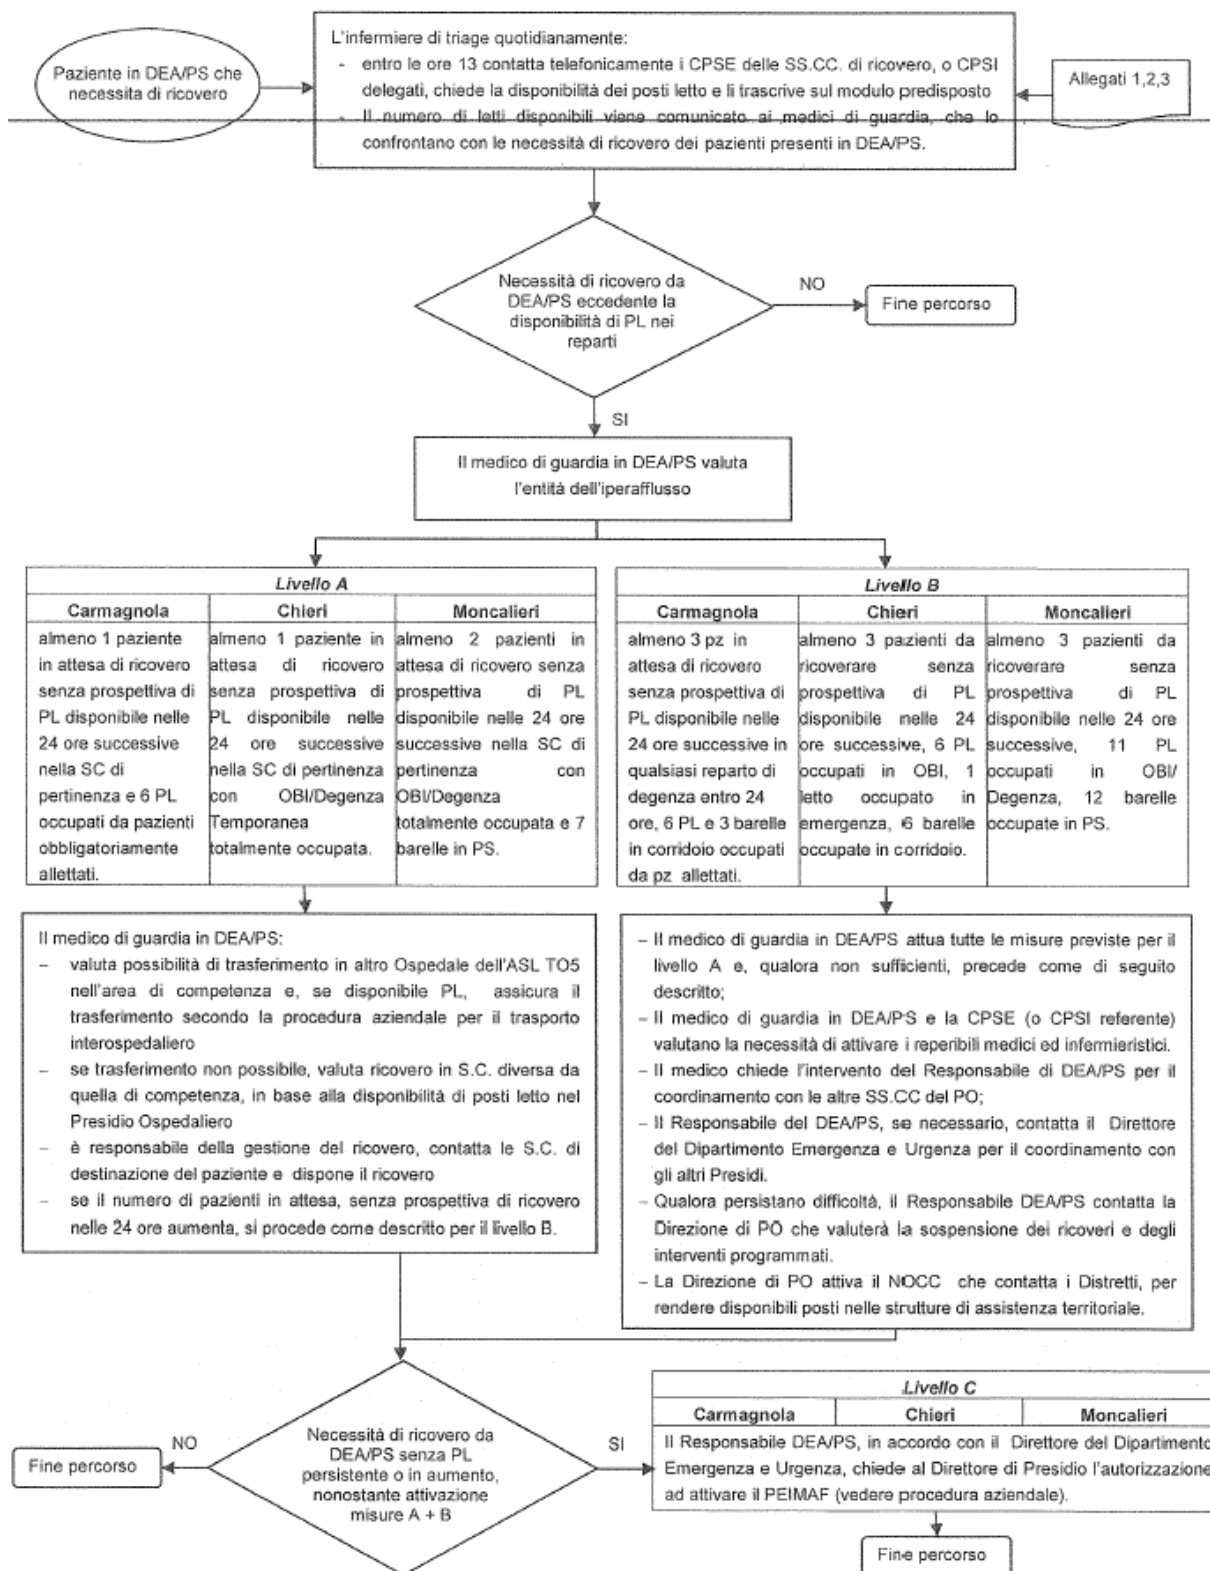 Paziente in DEA/PS che
necessita di ricovero
L'infermiere di triage quotidianamente:
- entro le ore 13 contatta telefonicamente i CPSE delle SS.CC. di ricovero, o CPSI
delegati, chiede la disponibilità dei posti letto e li trascrive sul modulo predisposto
- Il numero di letti disponibili viene comunicato ai medici di guardia, che lo
confrontano con le necessità di ricovero dei pazienti presenti in DEA/PS.
Allegati 1,2,3
Necessità di ricovero da
DEA/PS eccedente la
disponibilità di PL nei
reparti
NO
Fine percorso
SI
Il medico di guardia in DEA/PS valuta
l'entità dell'iperafflusso
Livello A
Carmagnola
almeno 1 paziente
in attesa di ricovero
senza prospettiva di
PL disponibile nelle
24 ore successive
nella SC di
pertinenza e 6 PL
occupati da pazienti
obbligatoriamente
allettati.
Chieri
almeno 1 paziente in
attesa di ricovero
senza prospettiva di
PL disponibile nelle
24 ore successive
nella SC di pertinenza
con OBI/Degenza
Temporanea
totalmente occupata.
Moncalieri
almeno 2 pazienti in
attesa di ricovero senza
prospettiva di PL
disponibile nelle 24 ore
successive nella SC di
pertinenza con
OBI/Degenza
totalmente occupata e 7
barelle in PS.
Livello B
Carmagnola
almeno 3 pz in
attesa di ricovero
senza prospettiva di
PL disponibile nelle
24 ore successive in
qualsiasi reparto di
degenza entro 24
ore, 6 PL e 3 barelle
in corridoio occupati
da pz allettati.
Chieri
almeno 3 pazienti da
ricoverare senza
prospettiva di PL
disponibile nelle 24
ore successive, 6 PL
occupati in OBI, 1
letto occupato in
emergenza, 6 barelle
occupate in corridoio.
Moncalieri
almeno 3 pazienti da
ricoverare senza
prospettiva di PL
disponibile nelle 24 ore
successive, 11 PL
occupati in OBI/
Degenza, 12 barelle
occupate in PS.
Il medico di guardia in DEA/PS:
– valuta possibilità di trasferimento in altro Ospedale dell'ASL TO5
nell'area di competenza e, se disponibile PL, assicura il
trasferimento secondo la procedura aziendale per il trasporto
interospedaliero
– se trasferimento non possibile, valuta ricovero in S.C. diversa da
quella di competenza, in base alla disponibilità di posti letto nel
Presidio Ospedaliero
– è responsabile della gestione del ricovero, contatta le S.C. di
destinazione del paziente e dispone il ricovero
– se il numero di pazienti in attesa, senza prospettiva di ricovero
nelle 24 ore aumenta, si procede come descritto per il livello B.
– Il medico di guardia in DEA/PS attua tutte le misure previste per il
livello A e, qualora non sufficienti, precede come di seguito
descritto;
– Il medico di guardia in DEA/PS e la CPSE (o CPSI referente)
valutano la necessità di attivare i reperibili medici ed infermieristici.
– Il medico chiede l'intervento del Responsabile di DEA/PS per il
coordinamento con le altre SS.CC del PO;
– Il Responsabile del DEA/PS, se necessario, contatta il Direttore
del Dipartimento Emergenza e Urgenza per il coordinamento con
gli altri Presidi.
– Qualora persistano difficoltà, il Responsabile DEA/PS contatta la
Direzione di PO che valuterà la sospensione dei ricoveri e degli
interventi programmati.
– La Direzione di PO attiva il NOCC che contatta i Distretti, per
rendere disponibili posti nelle strutture di assistenza territoriale.
Necessità di ricovero da
DEA/PS senza PL
persistente o in aumento,
nonostante attivazione
misure A + B
NO
Fine percorso
SI
Livello C
Carmagnola Chieri Moncalieri
Il Responsabile DEA/PS, in accordo con il Direttore del Dipartimento
Emergenza e Urgenza, chiede al Direttore di Presidio l'autorizzazione
ad attivare il PEIMAF (vedere procedura aziendale).
Fine percorso